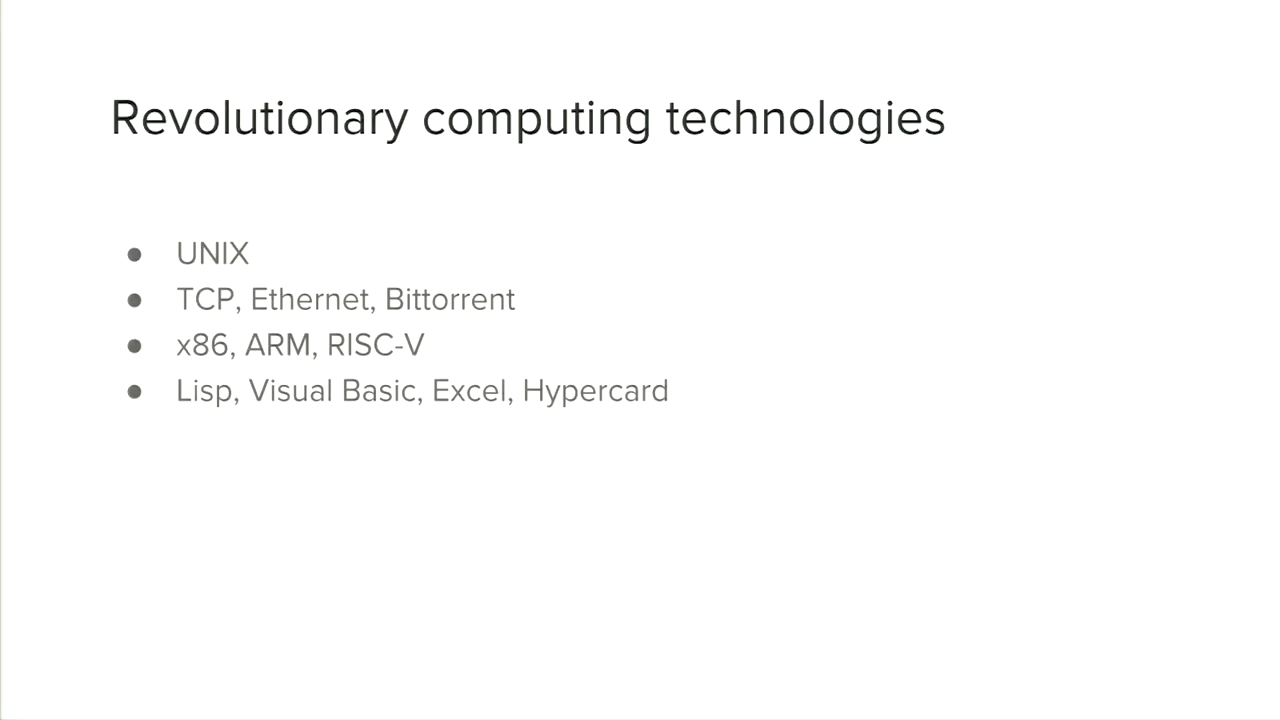 Revolutionary computing technologies
● UNIX
● TCP, Ethernet, Bittorrent
● x86, ARM, RISC-V
● Lisp, Visual Basic, Excel, Hypercard